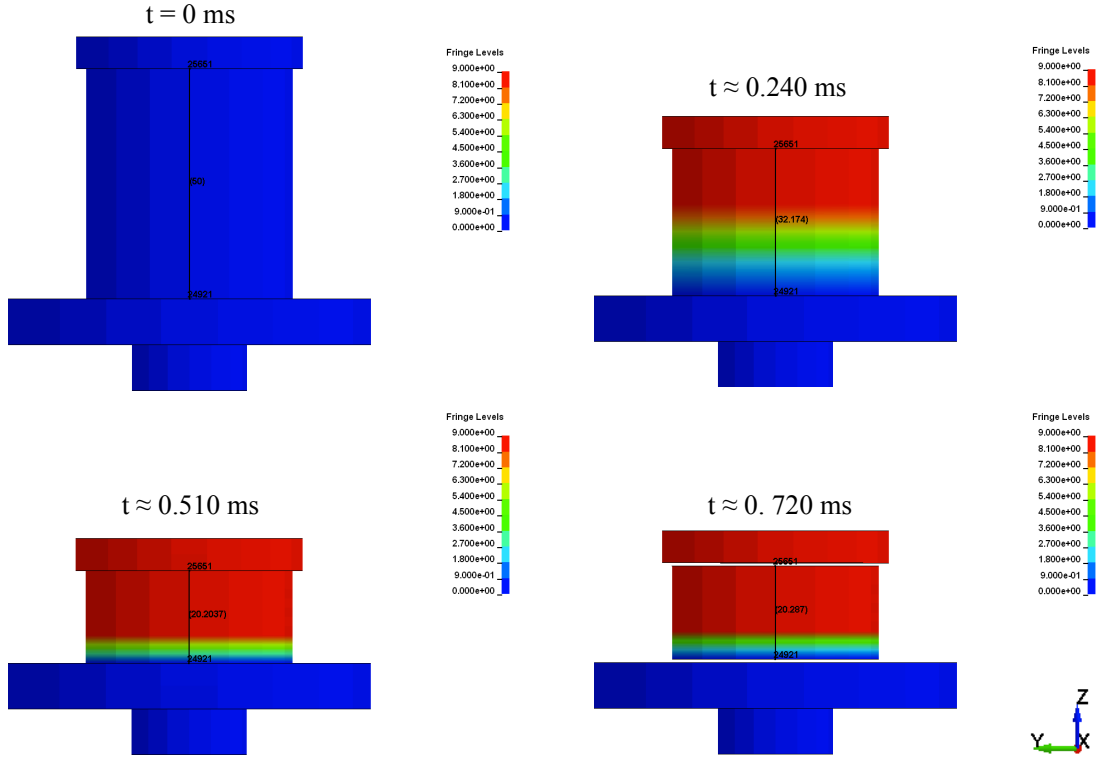 t = 0 ms
25651
(60)
24921
Fringe Levels
9.000e+00
8.100e+00
7.200e+00
6.300e+00
5.400e+00
4.500e+00
3.600e+00
2.700e+00
1.800e+00
9.000e-01
0.000e+00
t ≈ 0.240 ms
25651
(32.174)
24921
Fringe Levels
9.000e+00
8.100e+00
7.200e+00
6.300e+00
5.400e+00
4.500e+00
3.600e+00
2.700e+00
1.800e+00
9.000e-01
0.000e+00
t ≈ 0.510 ms
25651
(20.2037)
24921
Fringe Levels
9.000e+00
8.100e+00
7.200e+00
6.300e+00
5.400e+00
4.500e+00
3.600e+00
2.700e+00
1.800e+00
9.000e-01
0.000e+00
t ≈ 0. 720 ms
25651
(20.287)
24921
Fringe Levels
9.000e+00
8.100e+00
7.200e+00
6.300e+00
5.400e+00
4.500e+00
3.600e+00
2.700e+00
1.800e+00
9.000e-01
0.000e+00
Z
Y
X